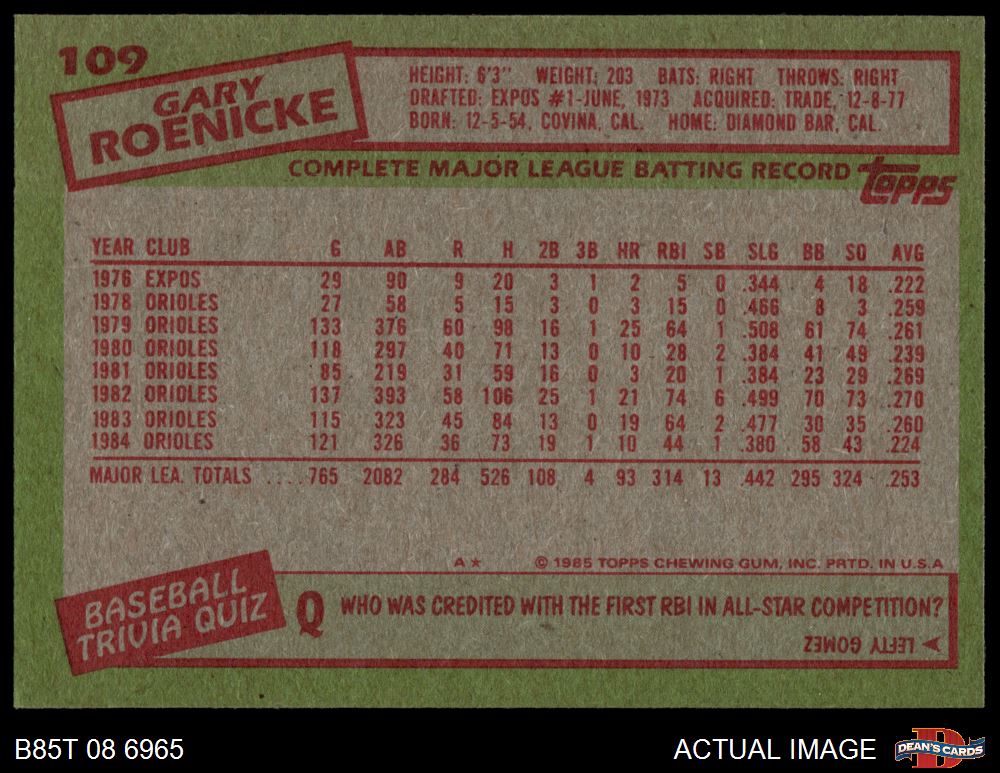 109
GARY
ROENICKE
HEIGHT: 6'3" WEIGHT: 203 BATS: RIGHT THROWS: RIGHT
DRAFTED: EXPOS #1-JUNE, 1973 ACQUIRED: TRADE, 12-8-77
BORN: 12-5-54, COVINA, CAL. HOME: DIAMOND BAR, CAL.
COMPLETE MAJOR LEAGUE BATTING RECORD topps
YEAR CLUB G AB R H 2B 3B HR RBI SB SLG BB SO AVG
1976 EXPOS 29 90 9 20 3 1 2 5 0 .344 4 18 .222
1978 ORIOLES 27 58 5 15 3 0 3 15 0 .466 8 3 .259
1979 ORIOLES 133 376 60 98 16 1 25 64 1 .508 61 74 .261
1980 ORIOLES 118 297 40 71 13 0 10 28 2 .384 41 49 .239
1981 ORIOLES 85 219 31 59 16 0 3 20 1 .384 23 29 .269
1982 ORIOLES 137 393 58 106 25 1 21 74 6 .499 70 73 .270
1983 ORIOLES 115 323 45 84 13 0 19 64 2 .477 30 35 .260
1984 ORIOLES 121 326 36 73 19 1 10 44 1 .380 58 43 .224
MAJOR LEA. TOTALS ....765 2082 284 526 108 4 93 314 13 .442 295 324 .253
A★ © 1985 TOPPS CHEWING GUM, INC. PRTD. IN U.S.A
BASEBALL
TRIVIA QUIZ
Q WHO WAS CREDITED WITH THE FIRST RBI IN ALL-STAR COMPETITION?
LEFTY GOMEZ
B85T 08 6965
ACTUAL IMAGE
D
DEAN'S CARDS